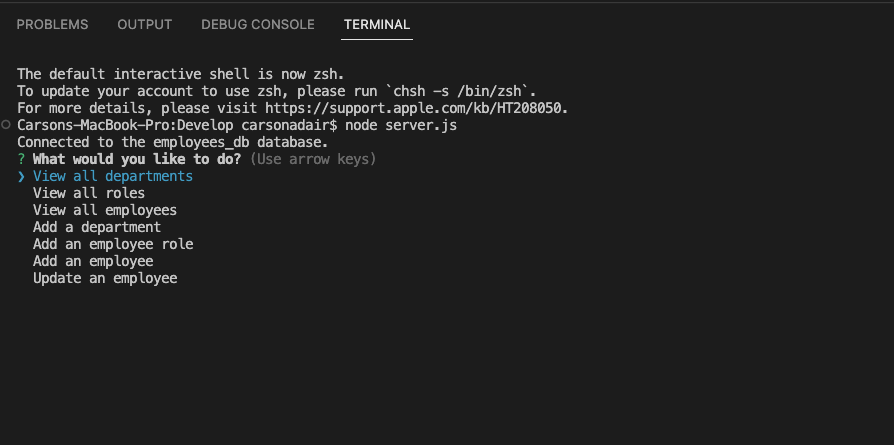 PROBLEMS OUTPUT DEBUG CONSOLE TERMINAL
The default interactive shell is now zsh.
To update your account to use zsh, please run `chsh -s /bin/zsh`.
For more details, please visit https://support.apple.com/kb/HT208050.
Carsons-MacBook-Pro:Develop carsonadair$ node server.js
Connected to the employees_db database.
? What would you like to do? (Use arrow keys)
❯ View all departments
View all roles
View all employees
Add a department
Add an employee role
Add an employee
Update an employee